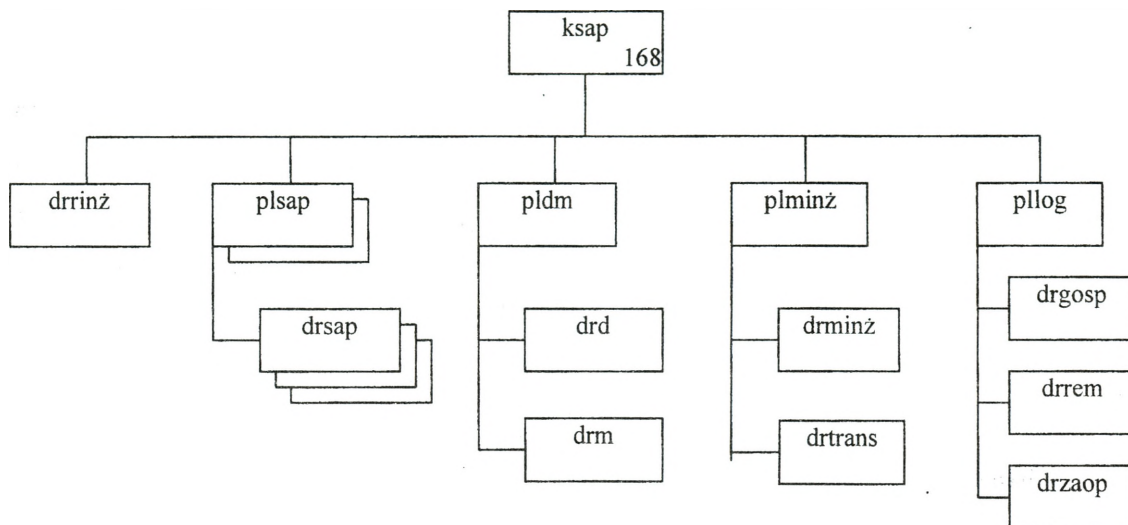 ksap
168
drrinż
plsap
pldm
plminż
pllog
drsap
drd
drm
drminż
drtrans
drgosp
drrem
drzaop